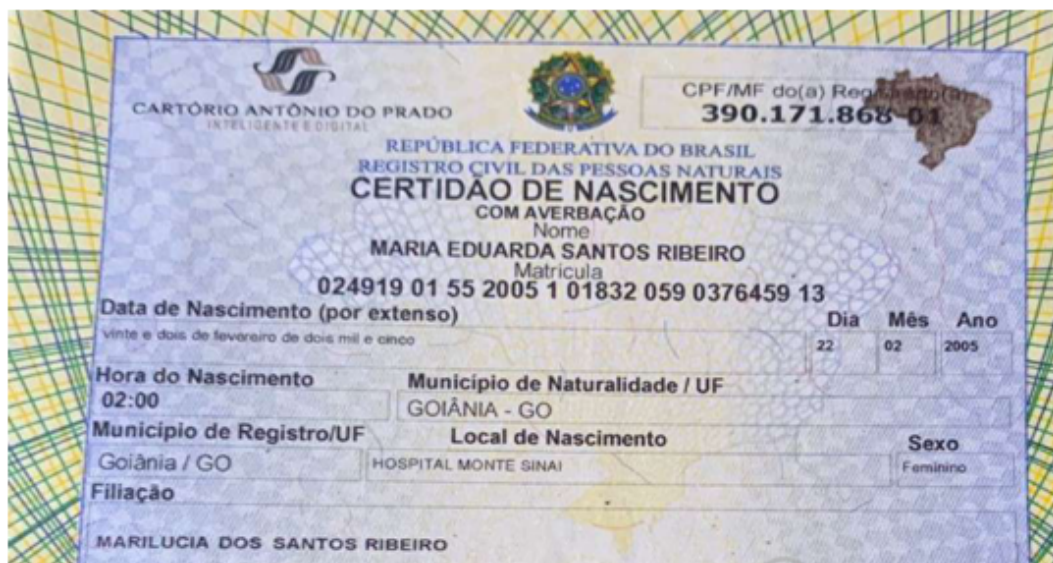 CARTÓRIO ANTÔNIO DO PRADO
INTELIGENTE E DIGITAL
CPF/MF do(a) Registrado(a)
390.171.868-01
REPÚBLICA FEDERATIVA DO BRASIL
REGISTRO CIVIL DAS PESSOAS NATURAIS
CERTIDÃO DE NASCIMENTO
COM AVERBAÇÃO
Nome
MARIA EDUARDA SANTOS RIBEIRO
Matrícula
024919 01 55 2005 1 01832 059 0376459 13
Data de Nascimento (por extenso) Dia Mês Ano
vinte e dois de fevereiro de dois mil e cinco 22 02 2005
Hora do Nascimento Município de Naturalidade / UF
02:00 GOIÂNIA - GO
Município de Registro/UF Local de Nascimento Sexo
Goiânia / GO HOSPITAL MONTE SINAI Feminino
Filiação
MARILUCIA DOS SANTOS RIBEIRO